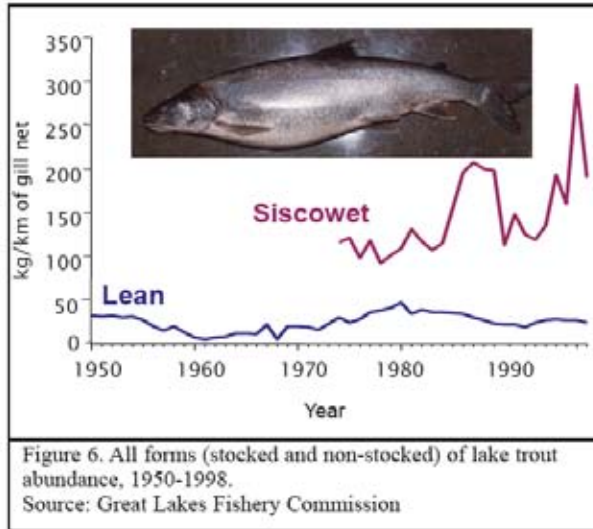 350
300
250
200
150
100
50
0
kg/km of gill net
Siscowet
Lean
1950 1960 1970 1980 1990
Year
Figure 6. All forms (stocked and non-stocked) of lake trout
abundance, 1950-1998.
Source: Great Lakes Fishery Commission